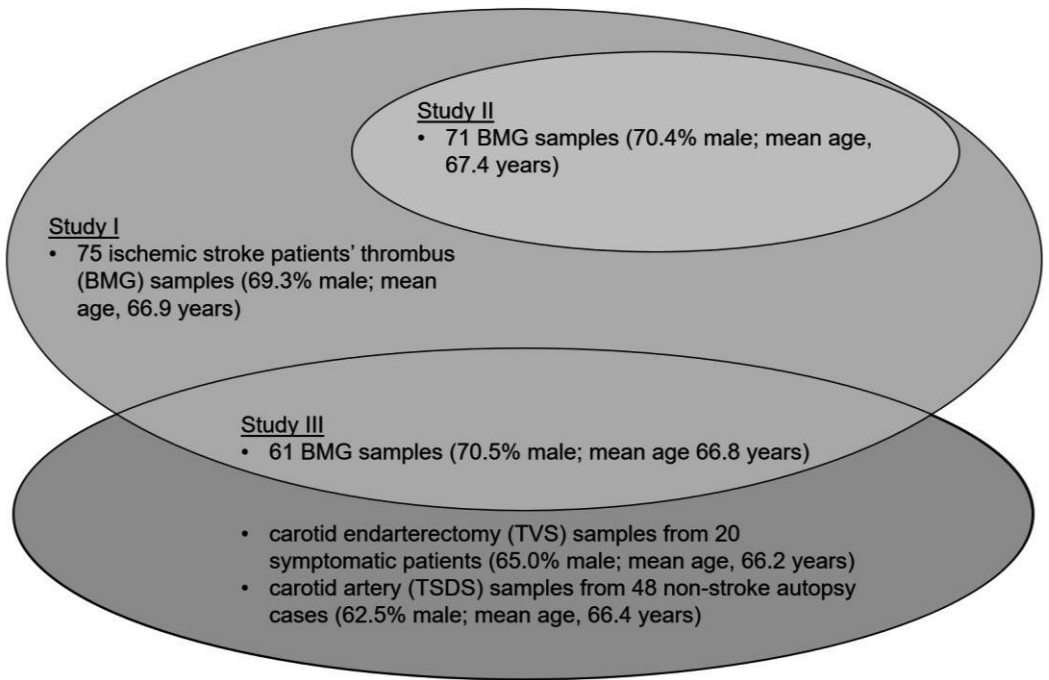 Study II
• 71 BMG samples (70.4% male; mean age,
67.4 years)
Study I
• 75 ischemic stroke patients’ thrombus
(BMG) samples (69.3% male; mean
age, 66.9 years)
Study III
• 61 BMG samples (70.5% male; mean age 66.8 years)
• carotid endarterectomy (TVS) samples from 20
symptomatic patients (65.0% male; mean age, 66.2 years)
• carotid artery (TSDS) samples from 48 non-stroke autopsy
cases (62.5% male; mean age, 66.4 years)